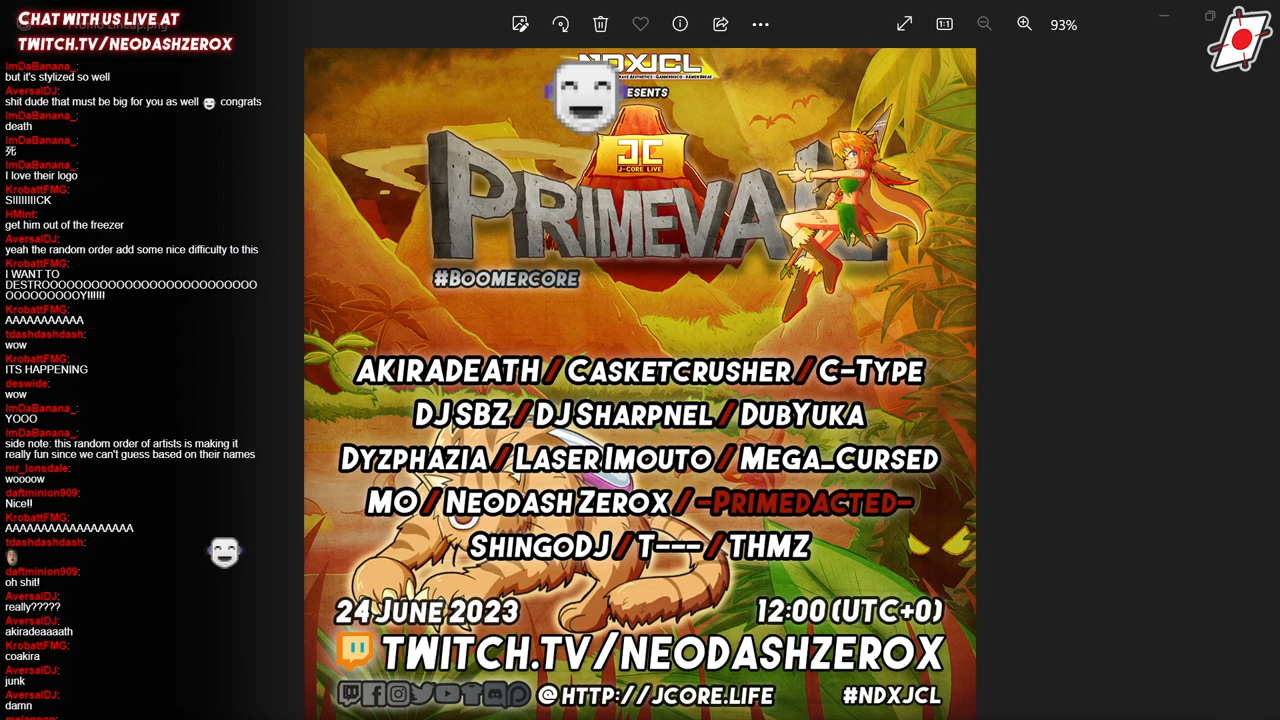 CHAT WITH US LIVE AT
TWITCH.TV/NEODASHZEROX
ImDaBanana_:
but it's stylized so well
AversalDJ:
shit dude that must be big for you as well congrats
ImDaBanana_:
death
ImDaBanana_:
死
ImDaBanana_:
I love their logo
KrobattFMG:
SIIIIIIIICK
HMint:
get him out of the freezer
AversalDJ:
yeah the random order add some nice difficulty to this
KrobattFMG:
I WANT TO
DESTROOOOOOOOOOOOOOOOOOOOOOOOOO
OOOOOOOOOY!!!!!!
KrobattFMG:
AAAAAAAAAAA
tdashdashdash:
wow
KrobattFMG:
ITS HAPPENING
deswide:
wow
ImDaBanana_:
YOOO
ImDaBanana_:
side note: this random order of artists is making it
really fun since we can't guess based on their names
mr_lonsdale:
woooow
daftminion909:
Nice!!
KrobattFMG:
AAAAAAAAAAAAAAAAAA
tdashdashdash:
daftminion909:
oh shit!
AversalDJ:
really?????
AversalDJ:
akiradeaaaath
KrobattFMG:
coakira
AversalDJ:
junk
AversalDJ:
damn
93%
NDXJCL
ESENTS
JC
J-CORE LIVE
PRIMEVAL
#BOOMERCORE
AKIRADEATH / CASKETCRUSHER / C-TYPE
DJ SBZ / DJ SHARPNEL / DUBYUKA
DYZPHAZIA / LASER IMOUTO / MEGA_CURSED
MO / NEODASH ZEROX / -PRIMEDACTED-
SHINGODJ / T--- / THMZ
24 JUNE 2023 12:00 (UTC+0)
TWITCH.TV/NEODASHZEROX
@HTTP://JCORE.LIFE #NDXJCL